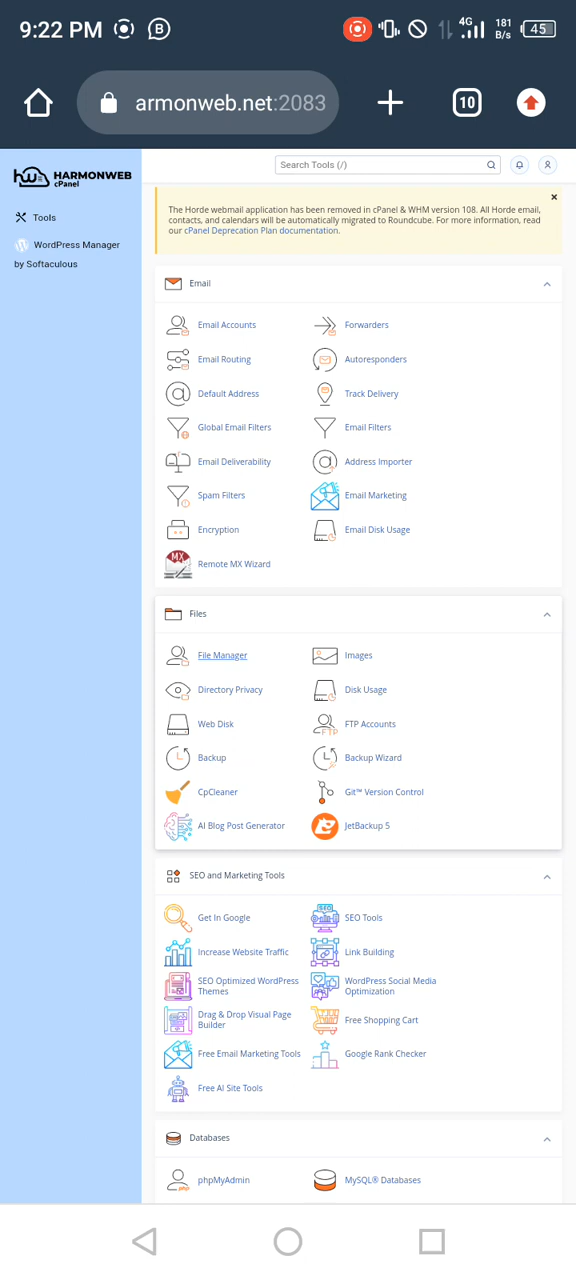 9:22 PM
B
4G
181
B/s
45
armonweb.net:2083
10
HARMONWEB
cPanel
Search Tools (/)
Tools
WordPress Manager
by Softaculous
The Horde webmail application has been removed in cPanel & WHM version 108. All Horde email,
contacts, and calendars will be automatically migrated to Roundcube. For more information, read
our cPanel Deprecation Plan documentation.
Email
Email Accounts
Forwarders
Email Routing
Autoresponders
Default Address
Track Delivery
Global Email Filters
Email Filters
Email Deliverability
Address Importer
Spam Filters
Email Marketing
Encryption
Email Disk Usage
MX
Remote MX Wizard
Files
File Manager
Images
Directory Privacy
Disk Usage
Web Disk
FTP
FTP Accounts
Backup
Backup Wizard
CpCleaner
Git™ Version Control
AI Blog Post Generator
JetBackup 5
SEO and Marketing Tools
Get In Google
SEO
SEO Tools
Increase Website Traffic
Link Building
SEO Optimized WordPress
Themes
WordPress Social Media
Optimization
Drag & Drop Visual Page
Builder
Free Shopping Cart
Free Email Marketing Tools
Google Rank Checker
Free AI Site Tools
Databases
php
phpMyAdmin
MySQL® Databases